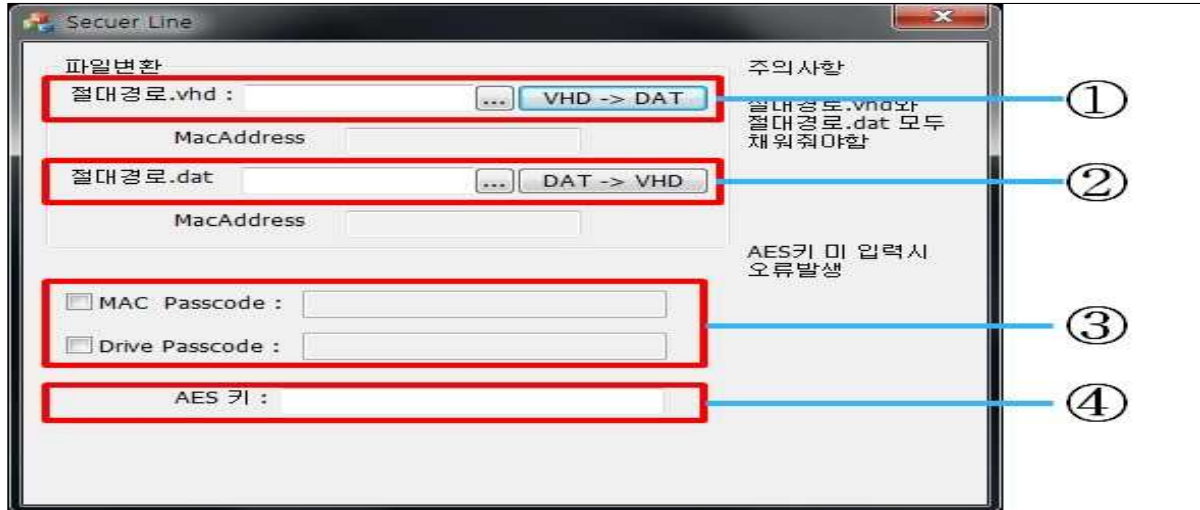 Secuer Line
파일변환
절대경로.vhd : ... VHD -> DAT
①
MacAddress
절대경로.dat ... DAT -> VHD
②
MacAddress
주의사항
절대경로.vhd와
절대경로.dat 모두
채워줘야함
AES키 미 입력시
오류발생
MAC Passcode :
Drive Passcode :
③
AES 키 :
④